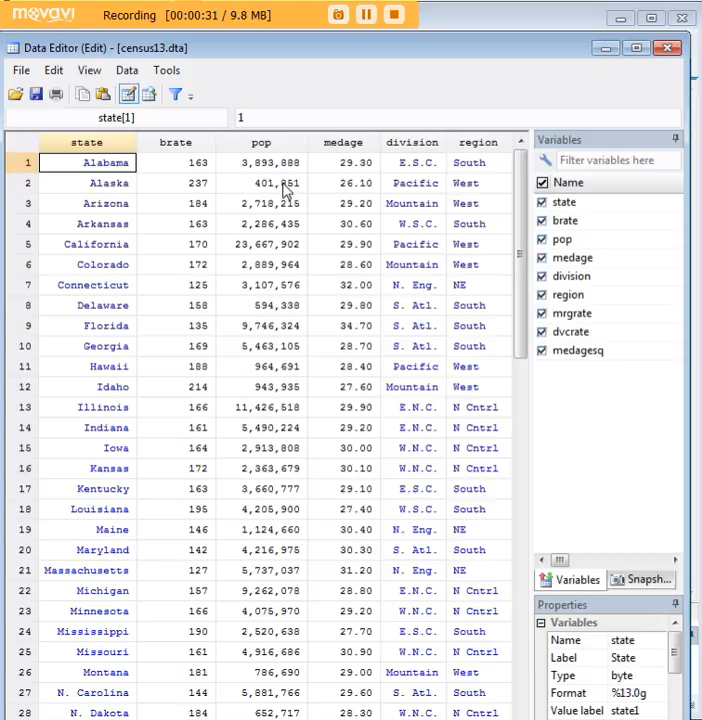 movavi Recording [00:00:31 / 9.8 MB]
Data Editor (Edit) - [census13.dta]
File Edit View Data Tools
state[1] 1
state brate pop medage division region
1 Alabama 163 3,893,888 29.30 E.S.C. South
2 Alaska 237 401,851 26.10 Pacific West
3 Arizona 184 2,718,215 29.20 Mountain West
4 Arkansas 163 2,286,435 30.60 W.S.C. South
5 California 170 23,667,902 29.90 Pacific West
6 Colorado 172 2,889,964 28.60 Mountain West
7 Connecticut 125 3,107,576 32.00 N. Eng. NE
8 Delaware 158 594,338 29.80 S. Atl. South
9 Florida 135 9,746,324 34.70 S. Atl. South
10 Georgia 169 5,463,105 28.70 S. Atl. South
11 Hawaii 188 964,691 28.40 Pacific West
12 Idaho 214 943,935 27.60 Mountain West
13 Illinois 166 11,426,518 29.90 E.N.C. N Cntrl
14 Indiana 161 5,490,224 29.20 E.N.C. N Cntrl
15 Iowa 164 2,913,808 30.00 W.N.C. N Cntrl
16 Kansas 172 2,363,679 30.10 W.N.C. N Cntrl
17 Kentucky 163 3,660,777 29.10 E.S.C. South
18 Louisiana 195 4,205,900 27.40 W.S.C. South
19 Maine 146 1,124,660 30.40 N. Eng. NE
20 Maryland 142 4,216,975 30.30 S. Atl. South
21 Massachusetts 127 5,737,037 31.20 N. Eng. NE
22 Michigan 157 9,262,078 28.80 E.N.C N Cntrl
23 Minnesota 166 4,075,970 29.20 W.N.C. N Cntrl
24 Mississippi 190 2,520,638 27.70 E.S.C. South
25 Missouri 161 4,916,686 30.90 W.N.C. N Cntrl
26 Montana 181 786,690 29.00 Mountain West
27 N. Carolina 144 5,881,766 29.60 S. Atl. South
28 N. Dakota 184 652,717 28.30 W.N.C. N Cntrl
Variables
Filter variables here
Name
state
brate
pop
medage
division
region
mrgrate
dvcrate
medagesq
Variables Snapsh...
Properties
Variables
Name state
Label State
Type byte
Format %13.0g
Value label state1